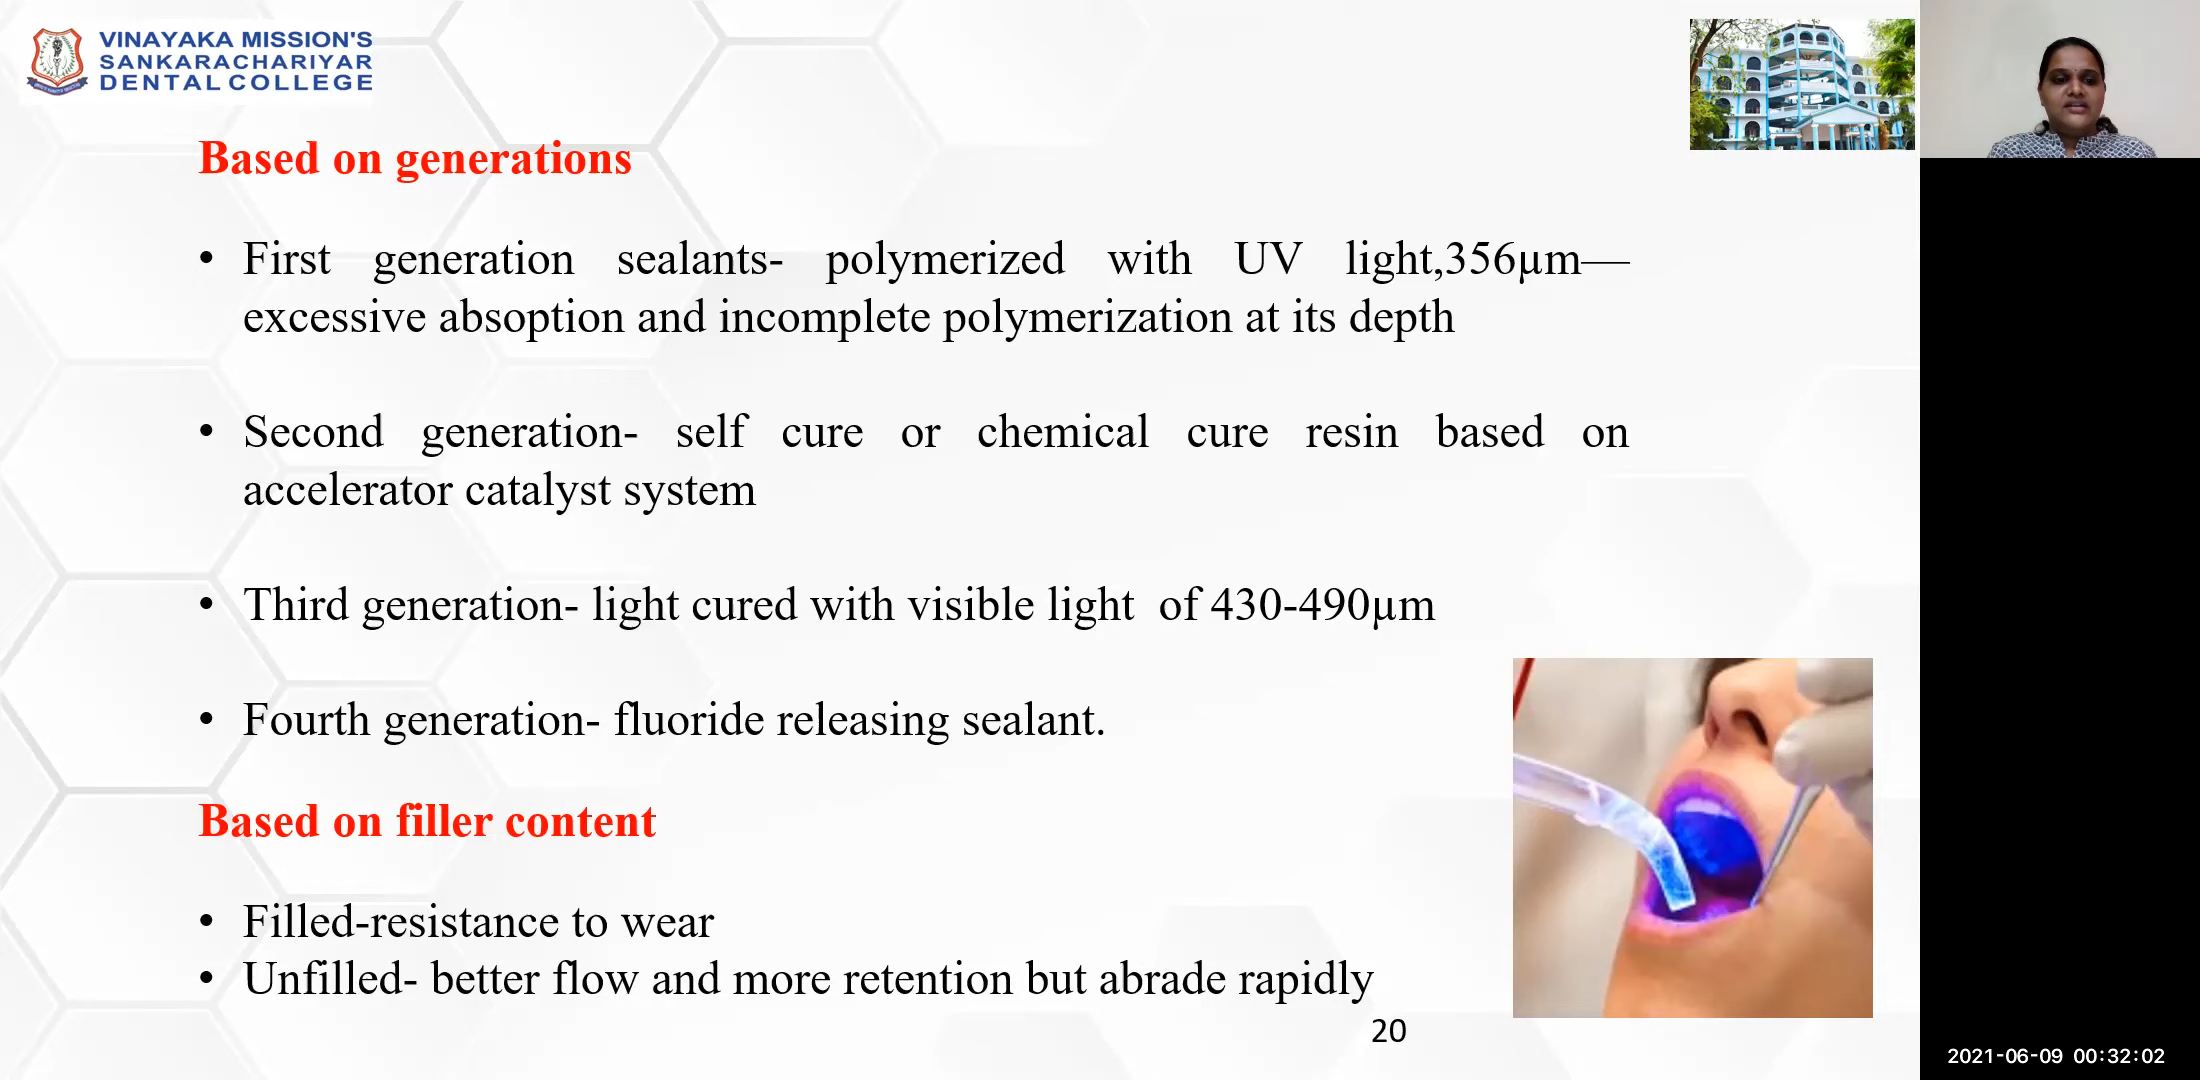 VINAYAKA MISSION'S
SANKARACHARIYAR
DENTAL COLLEGE
Based on generations
• First generation sealants- polymerized with UV light,356µm—
excessive absoption and incomplete polymerization at its depth
• Second generation- self cure or chemical cure resin based on
accelerator catalyst system
• Third generation- light cured with visible light of 430-490µm
• Fourth generation- fluoride releasing sealant.
Based on filler content
• Filled-resistance to wear
• Unfilled- better flow and more retention but abrade rapidly
20
2021-06-09 00:32:02